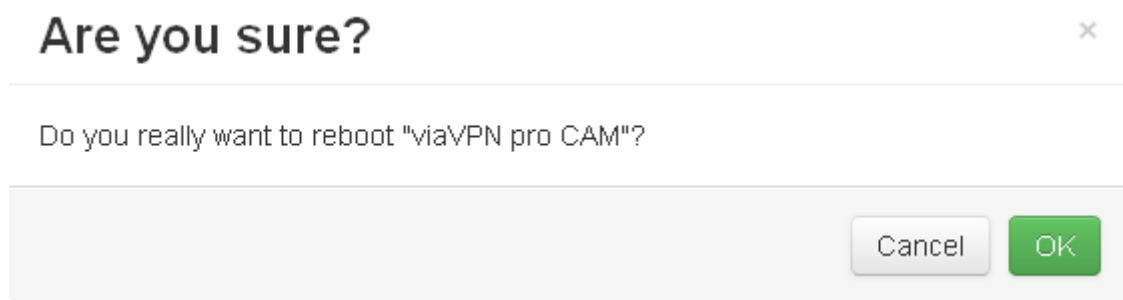 Are you sure?
×
Do you really want to reboot "viaVPN pro CAM"?
Cancel
OK